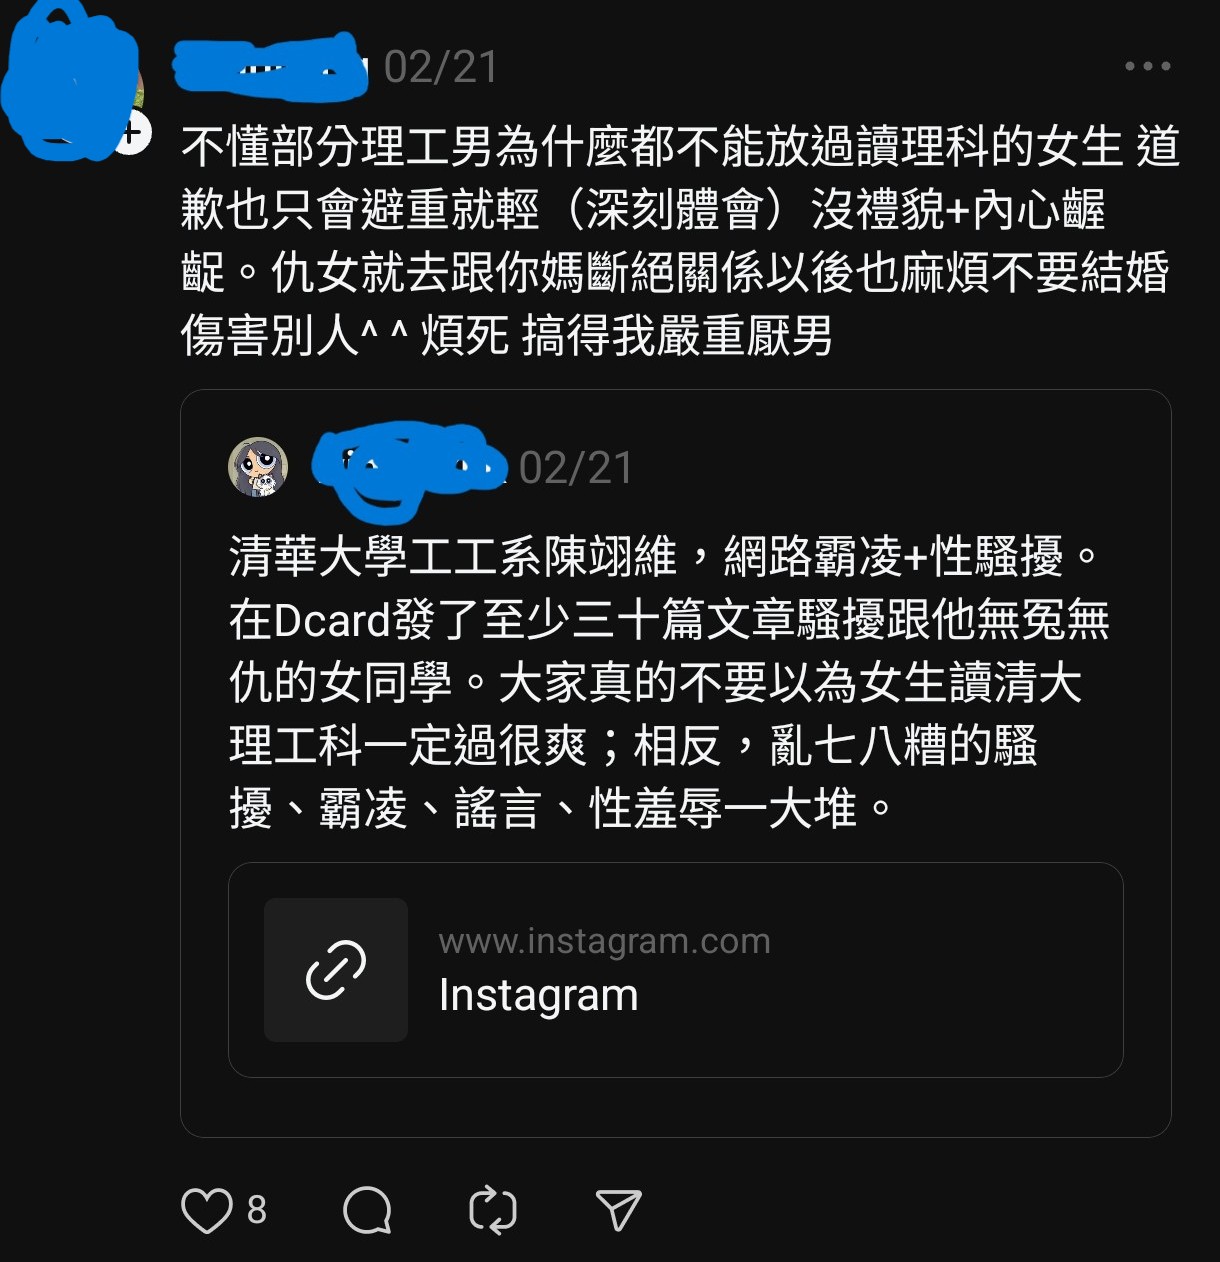 02/21
不懂部分理工男為什麼都不能放過讀理科的女生 道
歉也只會避重就輕（深刻體會）沒禮貌+內心齷
齪。仇女就去跟你媽斷絕關係以後也麻煩不要結婚
傷害別人^ ^ 煩死 搞得我嚴重厭男
02/21
清華大學工工系陳翊維，網路霸凌+性騷擾。
在Dcard發了至少三十篇文章騷擾跟他無冤無
仇的女同學。大家真的不要以為女生讀清大
理工科一定過很爽；相反，亂七八糟的騷
擾、霸凌、謠言、性羞辱一大堆。
www.instagram.com
Instagram
8